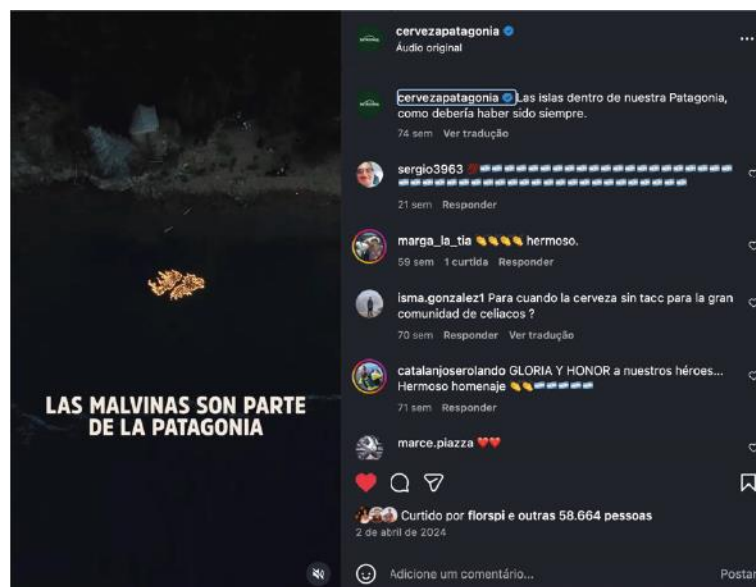 LAS MALVINAS SON PARTE
DE LA PATAGONIA
cervezapatagonia
Áudio original
cervezapatagonia Las islas dentro de nuestra Patagonia,
como debería haber sido siempre.
74 sem Ver tradução
sergio3963 💯
21 sem Responder
marga_la_tia 👏👏👏👏 hermoso.
59 sem 1 curtida Responder
isma.gonzalez1 Para cuando la cerveza sin tacc para la gran
comunidad de celiacos ?
70 sem Responder Ver tradução
catalanjoserolando GLORIA Y HONOR a nuestros héroes...
Hermoso homenaje 👏👏🇦🇷🇦🇷🇦🇷🇦🇷🇦🇷
71 sem Responder
marce.piazza ❤️❤️
Curtido por florspi e outras 58.664 pessoas
2 de abril de 2024
Adicione um comentário...
Postar